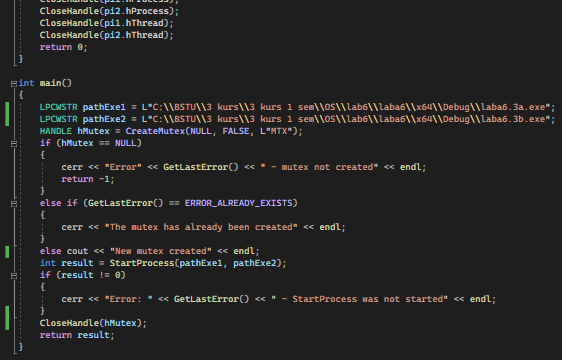 CloseHandle(pi2.hProcess);
CloseHandle(pi1.hThread);
CloseHandle(pi2.hThread);
return 0;
}
int main()
{
LPCWSTR pathExe1 = L"C:\\BSTU\\3 kurs\\3 kurs 1 sem\\OS\\lab6\\laba6\\x64\\Debug\\laba6.3a.exe";
LPCWSTR pathExe2 = L"C:\\BSTU\\3 kurs\\3 kurs 1 sem\\OS\\lab6\\laba6\\x64\\Debug\\laba6.3b.exe";
HANDLE hMutex = CreateMutex(NULL, FALSE, L"MTX");
if (hMutex == NULL)
{
cerr << "Error" << GetLastError() << " - mutex not created" << endl;
return -1;
}
else if (GetLastError() == ERROR_ALREADY_EXISTS)
{
cerr << "The mutex has already been created" << endl;
}
else cout << "New mutex created" << endl;
int result = StartProcess(pathExe1, pathExe2);
if (result != 0)
{
cerr << "Error: " << GetLastError() << " - StartProcess was not started" << endl;
}
CloseHandle(hMutex);
return result;
}